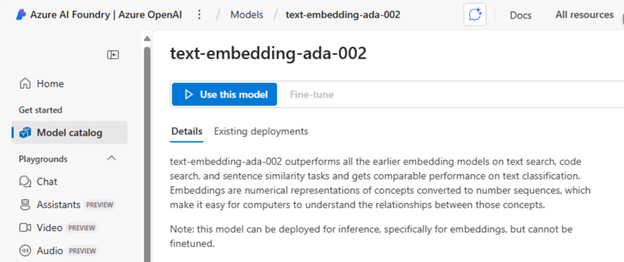 Azure AI Foundry | Azure OpenAI
Models / text-embedding-ada-002
Docs
All resources
Home
Get started
Model catalog
Playgrounds
Chat
Assistants PREVIEW
Video PREVIEW
Audio PREVIEW
text-embedding-ada-002
Use this model
Fine-tune
Details
Existing deployments
text-embedding-ada-002 outperforms all the earlier embedding models on text search, code
search, and sentence similarity tasks and gets comparable performance on text classification.
Embeddings are numerical representations of concepts converted to number sequences, which
make it easy for computers to understand the relationships between those concepts.
Note: this model can be deployed for inference, specifically for embeddings, but cannot be
finetuned.